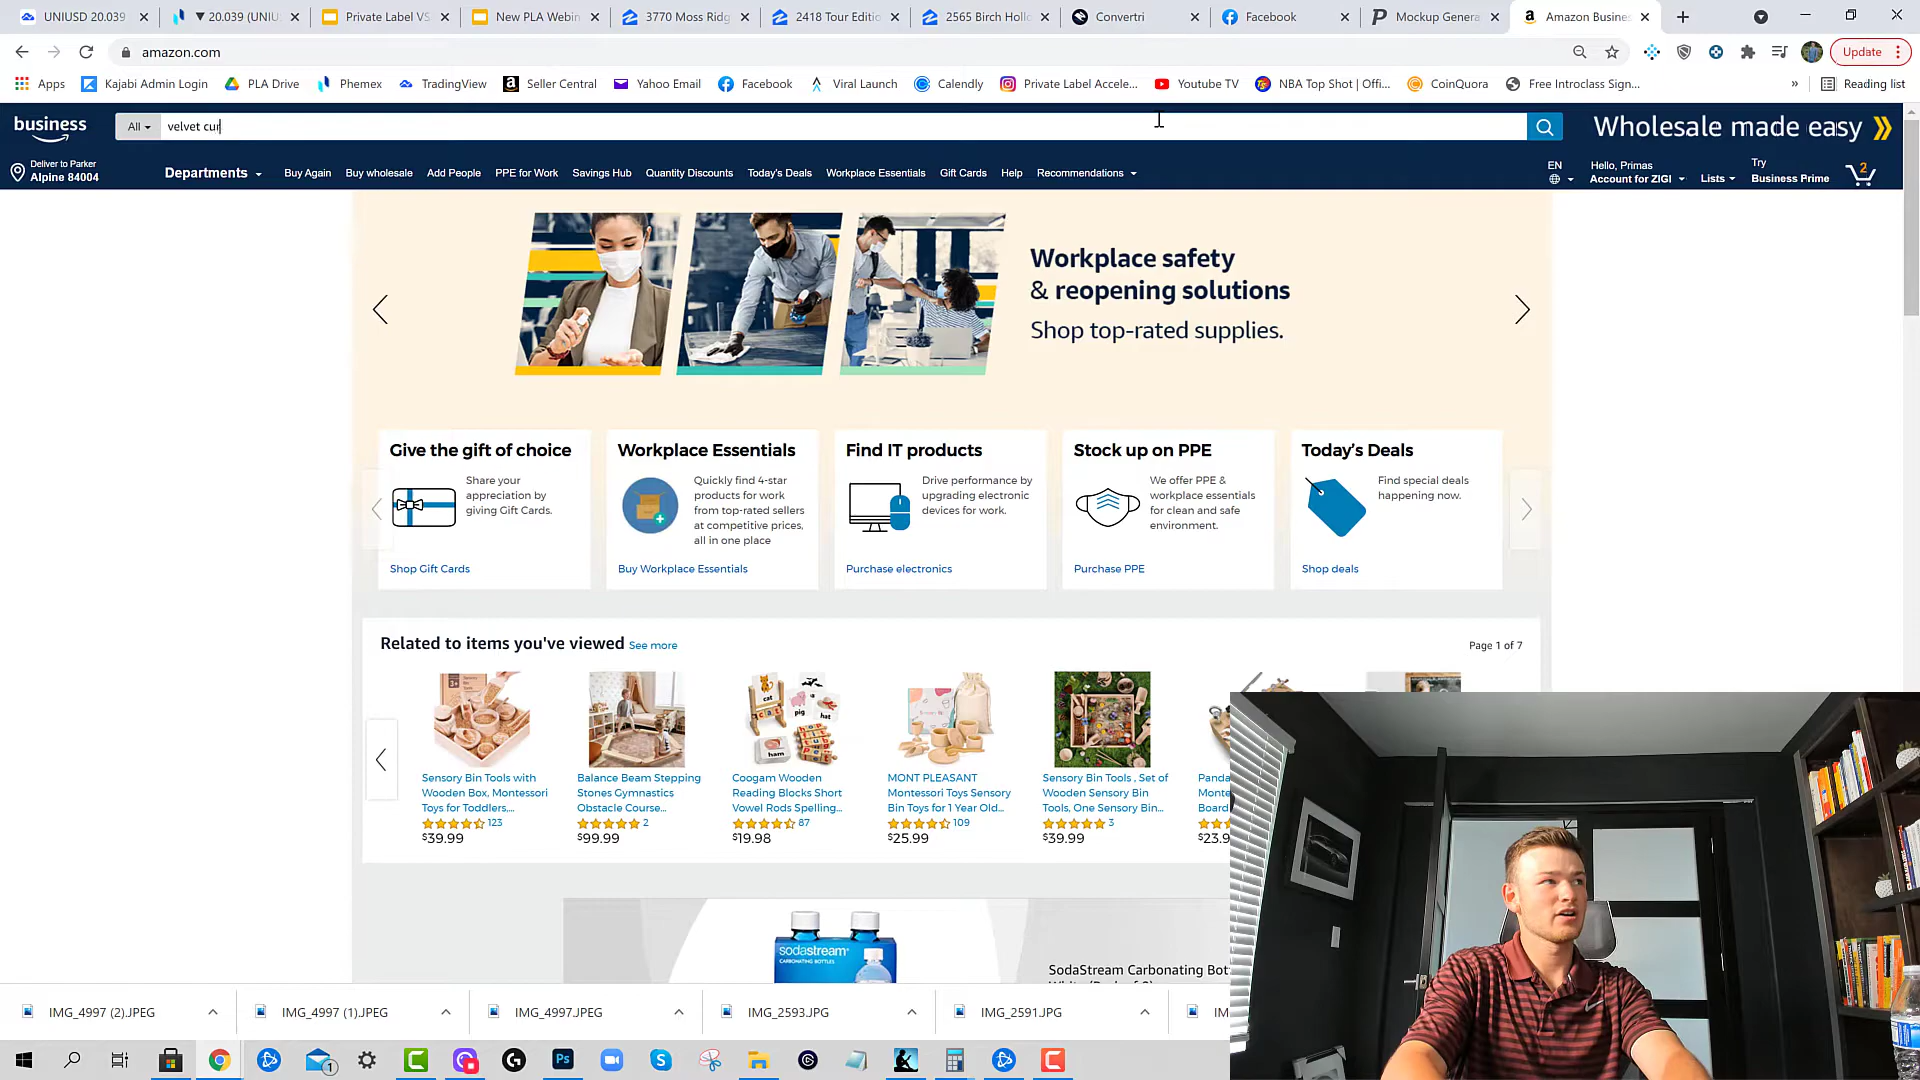 UNIUSD 20.039
▼ 20.039 (UNIU
Private Label VS
New PLA Webin
3770 Moss Ridg
2418 Tour Editio
2565 Birch Hollo
Convertri
Facebook
Mockup Genera
Amazon Busine
amazon.com
Update
Apps
Kajabi Admin Login
PLA Drive
Phemex
TradingView
Seller Central
Yahoo Email
Facebook
Viral Launch
Calendly
Private Label Accele...
Youtube TV
NBA Top Shot | Offi...
CoinQuora
Free Introclass Sign...
»
Reading list
business
All
velvet cur
Wholesale made easy
Deliver to Parker
Alpine 84004
Departments
Buy Again
Buy wholesale
Add People
PPE for Work
Savings Hub
Quantity Discounts
Today's Deals
Workplace Essentials
Gift Cards
Help
Recommendations
EN
Hello, Primas
Account for ZIGI
Lists
Try
Business Prime
2
Workplace safety
& reopening solutions
Shop top-rated supplies.
Give the gift of choice
Share your
appreciation by
giving Gift Cards.
Shop Gift Cards
Workplace Essentials
Quickly find 4-star
products for work
from top-rated sellers
at competitive prices,
all in one place
Buy Workplace Essentials
Find IT products
Drive performance by
upgrading electronic
devices for work.
Purchase electronics
Stock up on PPE
We offer PPE &
workplace essentials
for clean and safe
environment.
Purchase PPE
Today's Deals
Find special deals
happening now.
Shop deals
Related to items you've viewed See more
Page 1 of 7
cat
pig
hat
ham
Sensory Bin Tools with
Wooden Box, Montessori
Toys for Toddlers,...
123
$39.99
Balance Beam Stepping
Stones Gymnastics
Obstacle Course...
2
$99.99
Coogam Wooden
Reading Blocks Short
Vowel Rods Spelling...
87
$19.98
MONT PLEASANT
Montessori Toys Sensory
Bin Toys for 1 Year Old...
109
$25.99
Sensory Bin Tools , Set of
Wooden Sensory Bin
Tools, One Sensory Bin...
3
$39.99
Panda
Monte
Board
$23.9
sodastream
CARBONATING BOTTLES
SodaStream Carbonating Bot
IMG_4997 (2).JPEG
IMG_4997 (1).JPEG
IMG_4997.JPEG
IMG_2593.JPG
IMG_2591.JPG
IM
1
Ps